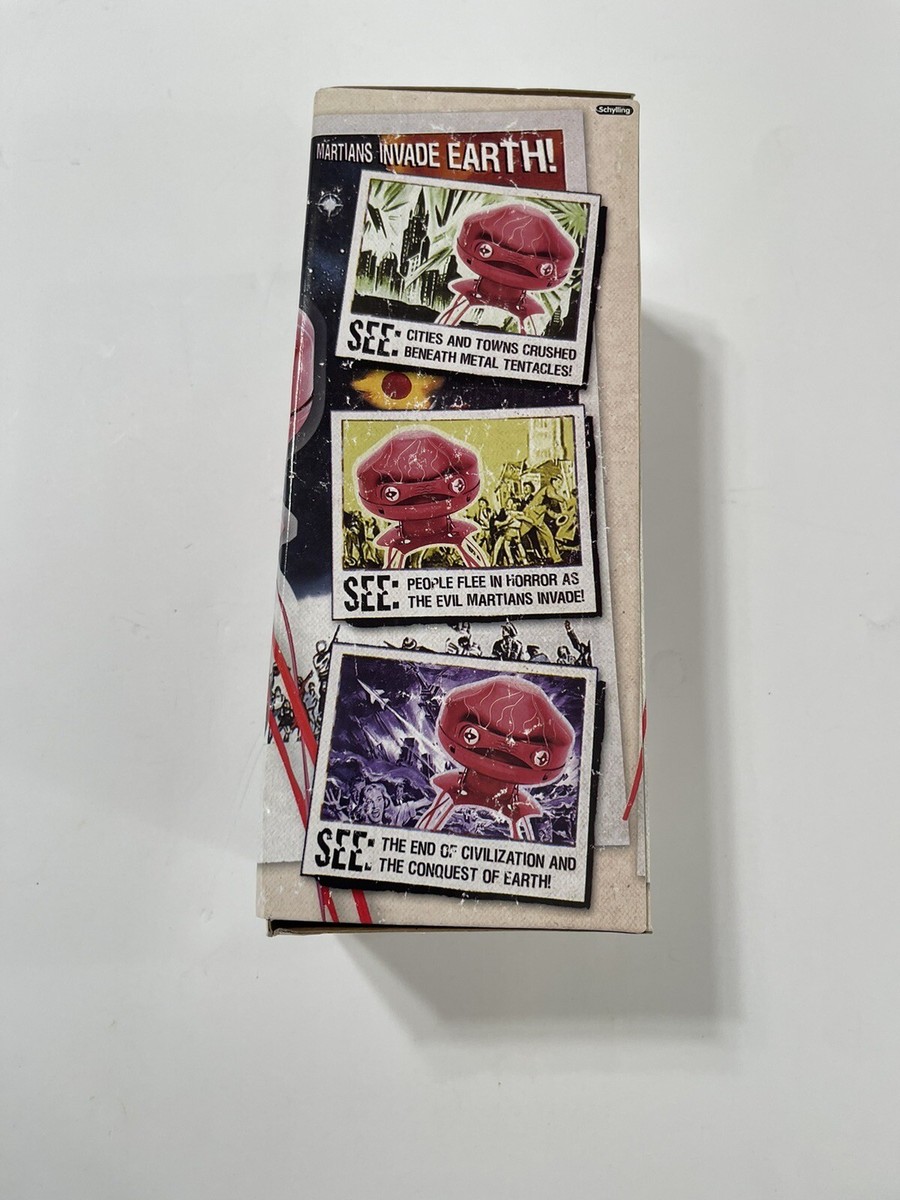 Schylling
MARTIANS INVADE EARTH!
SEE: CITIES AND TOWNS CRUSHED
BENEATH METAL TENTACLES!
SEE: PEOPLE FLEE IN HORROR AS
THE EVIL MARTIANS INVADE!
SEE: THE END OF CIVILIZATION AND
THE CONQUEST OF EARTH!